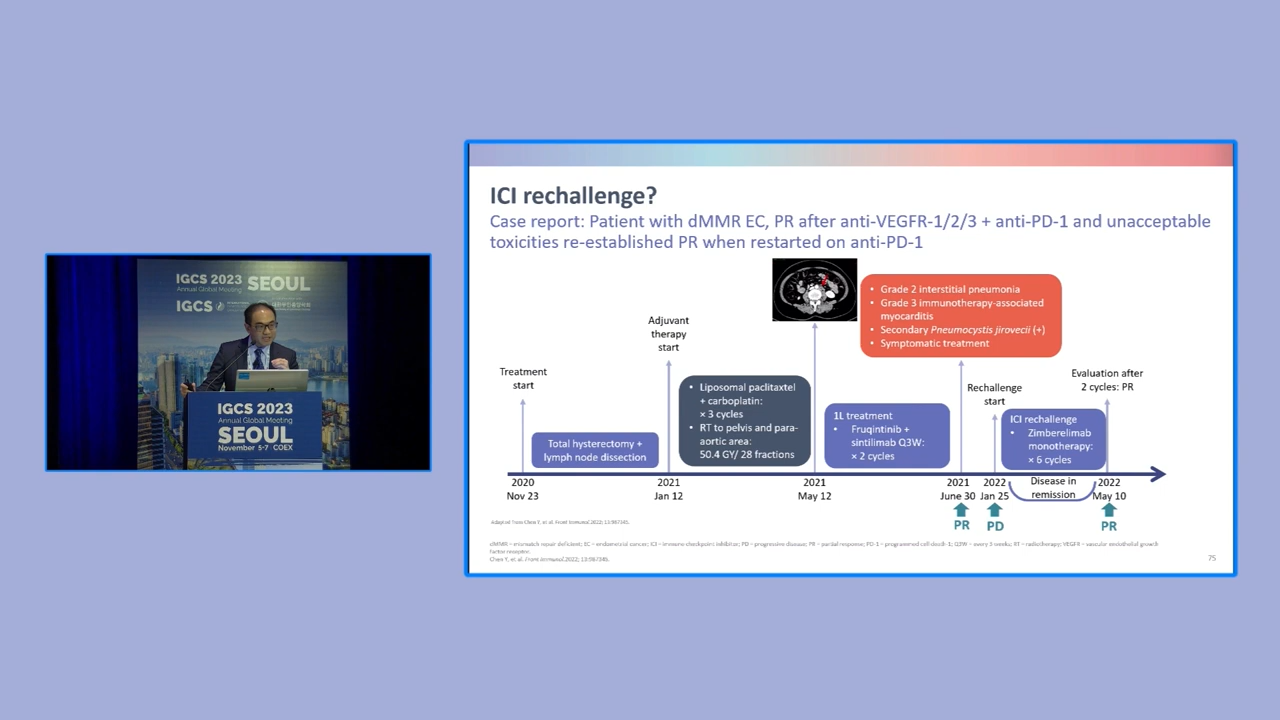 IGCS 2023
Annual Global Meeting
SEOUL
IGCS
IGCS 2023
Annual Global Meeting
SEOUL
November 5-7 COEX
ICI rechallenge?
Case report: Patient with dMMR EC, PR after anti-VEGFR-1/2/3 + anti-PD-1 and unacceptable
toxicities re-established PR when restarted on anti-PD-1
Treatment
start
Total hysterectomy +
lymph node dissection
Adjuvant
therapy
start
• Liposomal paclitaxtel
+ carboplatin:
× 3 cycles
• RT to pelvis and para-
aortic area:
50.4 GY/ 28 fractions
1L treatment
• Fruqintinib +
sintilimab Q3W:
× 2 cycles
• Grade 2 interstitial pneumonia
• Grade 3 immunotherapy-associated
myocarditis
• Secondary Pneumocystis jirovecii (+)
• Symptomatic treatment
Rechallenge
start
ICI rechallenge
• Zimberelimab
monotherapy:
× 6 cycles
Evaluation after
2 cycles: PR
2020
Nov 23
2021
Jan 12
2021
May 12
2021
June 30
2022
Jan 25
Disease in
remission
2022
May 10
PR
PD
PR
Adapted from Chen Y, et al. Front Immunol 2022; 13:987345.
dMMR – mismatch repair deficient; EC – endometrial cancer; ICI – immune checkpoint inhibitor; PD – progressive disease; PR – partial response; PD-1 – programmed cell death-1; Q3W – every 3 weeks; RT – radiotherapy; VEGFR – vascular endothelial growth
factor receptor.
Chen Y, et al. Front Immunol 2022; 13:987345.
75